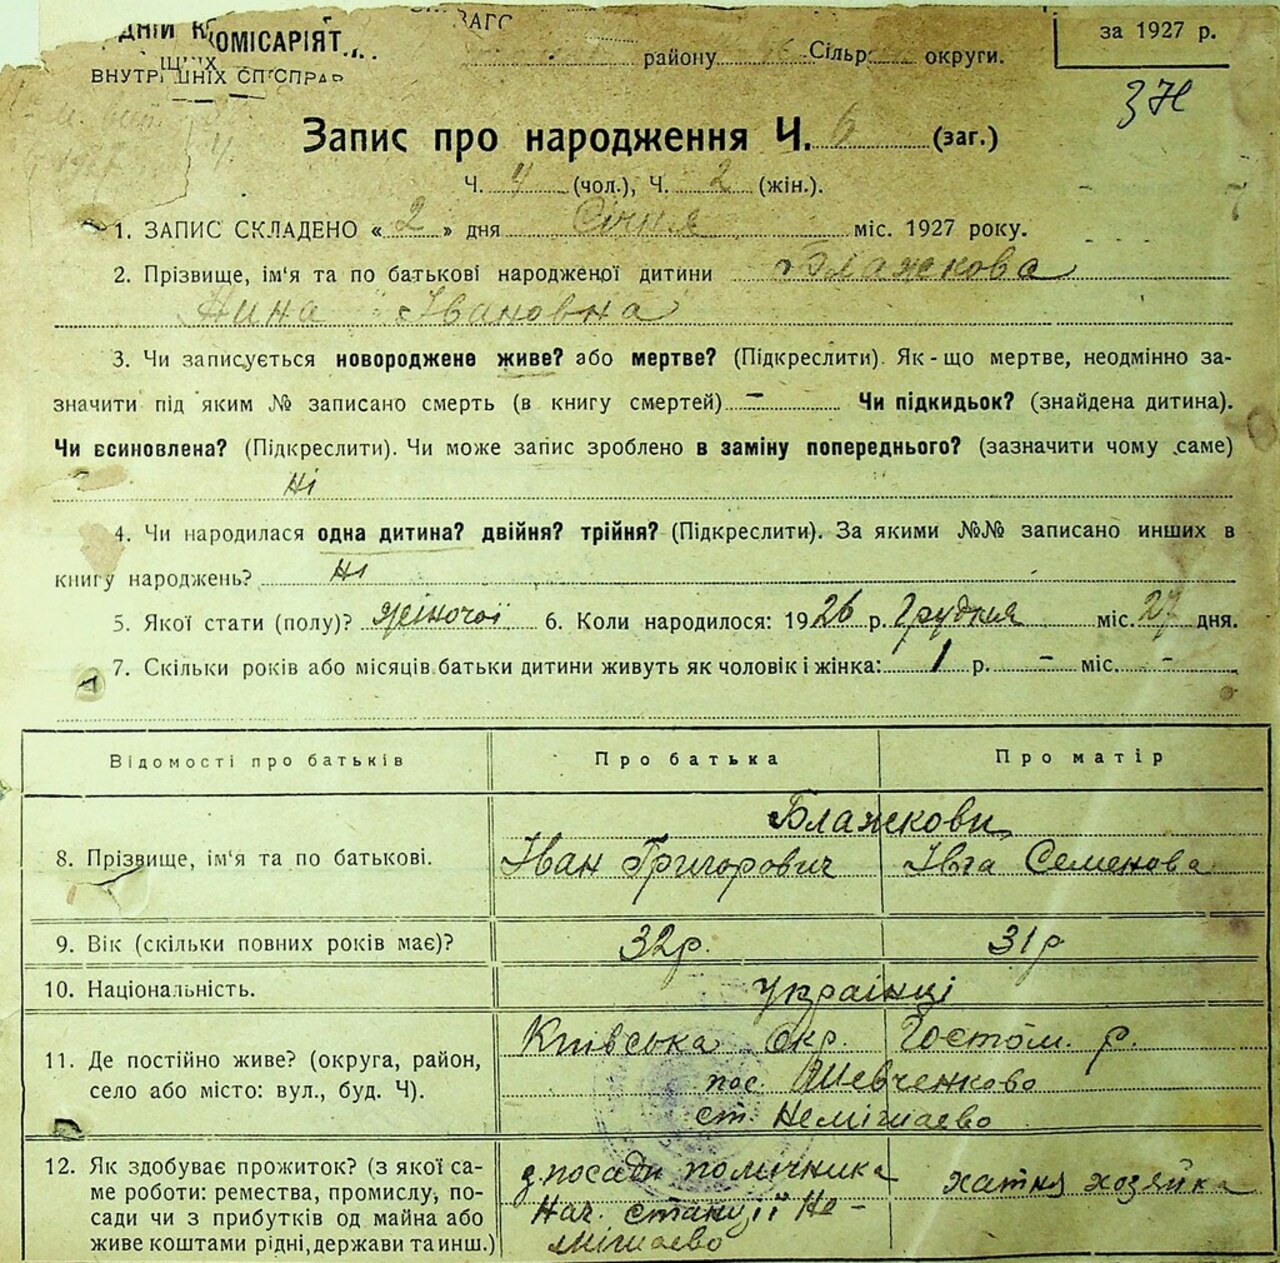 КОМІСАРІЯТ
ВНУТРІШНІХ СПРАВ
ЗАГС
району Сільр округи.
за 1927 р.
ЗН
Запис про народження Ч. 6 (заг.)
Ч. 4 (чол.), Ч. 2 (жін.).
1. ЗАПИС СКЛАДЕНО « 2 » дня Січня міс. 1927 року.
2. Прізвище, ім'я та по батькові народженої дитини Блажкова
Нина Івановна
3. Чи записується новороджене живе? або мертве? (Підкреслити). Як-що мертве, неодмінно за-
значити під яким № записано смерть (в книгу смертей) – Чи підкидьок? (знайдена дитина).
Чи всиновлена? (Підкреслити). Чи може запис зроблено в заміну попереднього? (зазначити чому саме)
Ні
4. Чи народилася одна дитина? двійня? трійня? (Підкреслити). За якими №№ записано инших в
книгу народжень? Ні
5. Якої стати (полу)? жіночої 6. Коли народилося: 1926 р. Грудня міс. 27 дня.
7. Скільки років або місяців батьки дитини живуть як чоловік і жінка: 1 р. – міс. –
Відомості про батьків Про батька Про матір
Блажкови
8. Прізвище, ім'я та по батькові. Іван Григорович Івга Семенова
9. Вік (скільки повних років має)? 32р. 31р
10. Національність. Українці
11. Де постійно живе? (округа, район,
село або місто: вул., буд. Ч).
Київська окр. Гостом. р.
пос. Шевченково
ст. Немішаево
12. Як здобуває прожиток? (з якої са-
ме роботи: ремества, промислу, по-
сади чи з прибутків од майна або
живе коштами рідні, держави та инш.)
з посади помічника
Нач. станції Не-
мішаево
хатня хозяйка